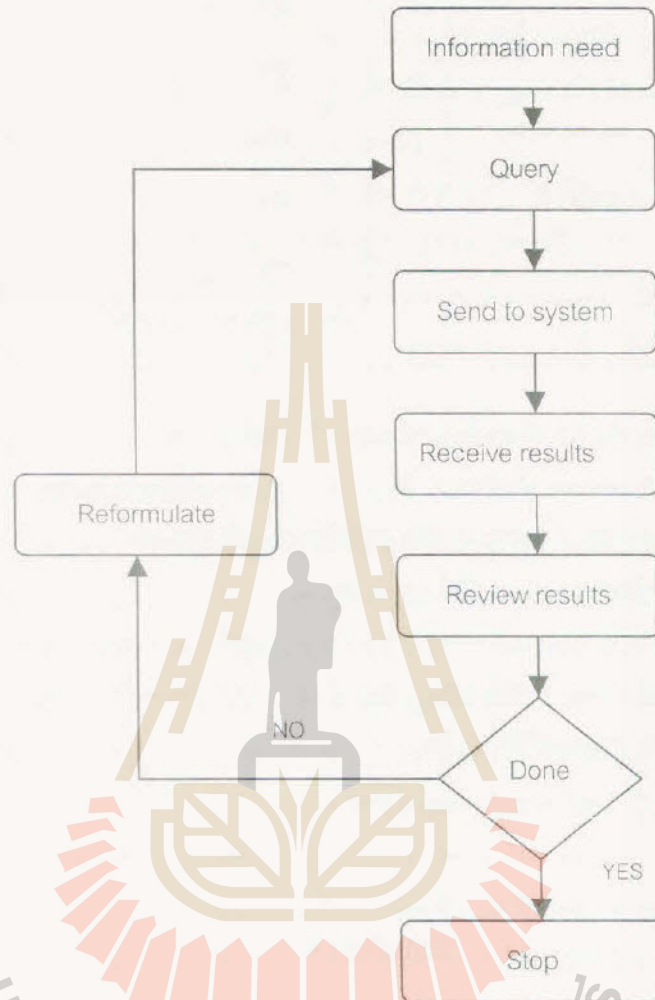 Information need
Query
Send to system
Receive results
Reformulate
Review results
NO
Done
YES
Stop